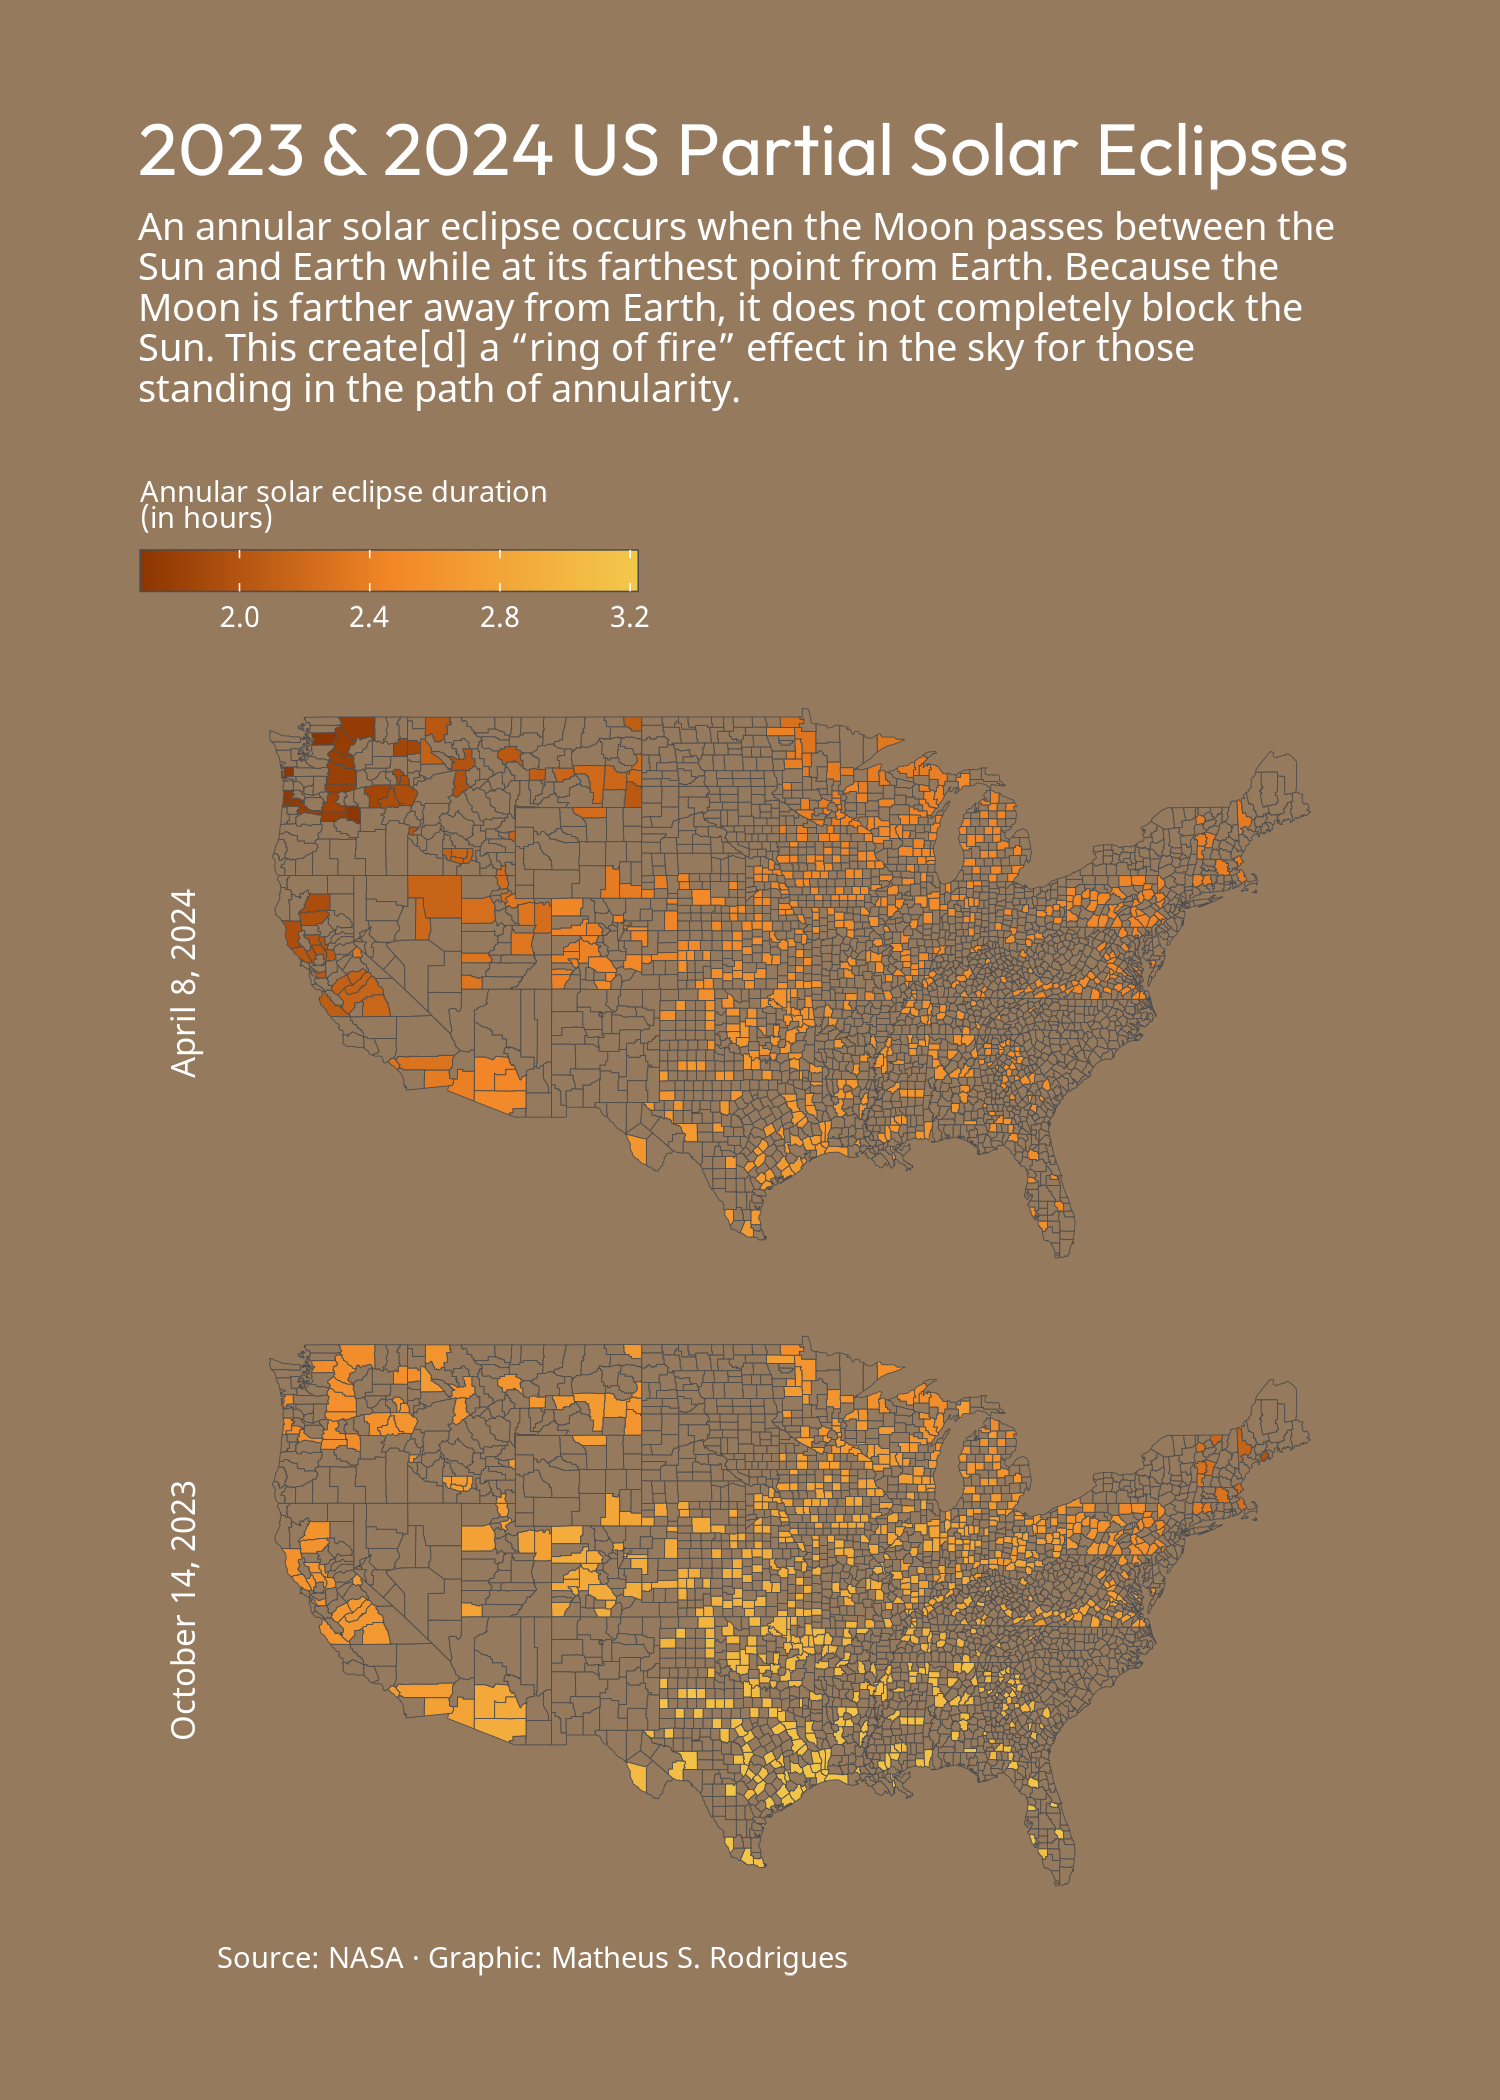 2023 & 2024 US Partial Solar Eclipses
An annular solar eclipse occurs when the Moon passes between the
Sun and Earth while at its farthest point from Earth. Because the
Moon is farther away from Earth, it does not completely block the
Sun. This create[d] a “ring of fire” effect in the sky for those
standing in the path of annularity.
Annular solar eclipse duration
(in hours)
2.0 2.4 2.8 3.2
April 8, 2024
October 14, 2023
Source: NASA · Graphic: Matheus S. Rodrigues